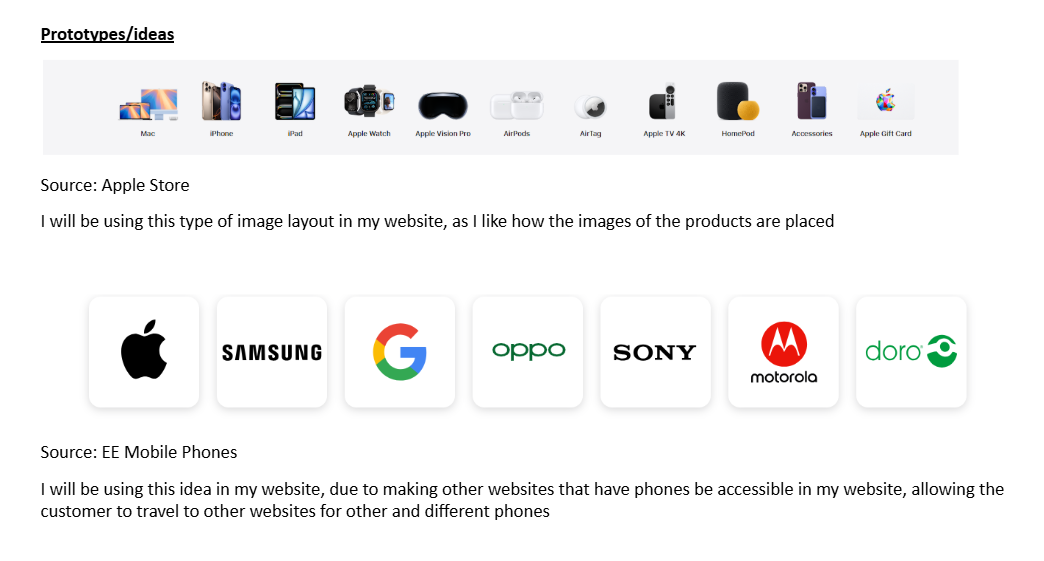 Prototypes/ideas
Mac iPhone iPad Apple Watch Apple Vision Pro AirPods AirTag Apple TV 4K HomePod Accessories Apple Gift Card
Source: Apple Store
I will be using this type of image layout in my website, as I like how the images of the products are placed
SAMSUNG G oppo SONY motorola doro
Source: EE Mobile Phones
I will be using this idea in my website, due to making other websites that have phones be accessible in my website, allowing the
customer to travel to other websites for other and different phones